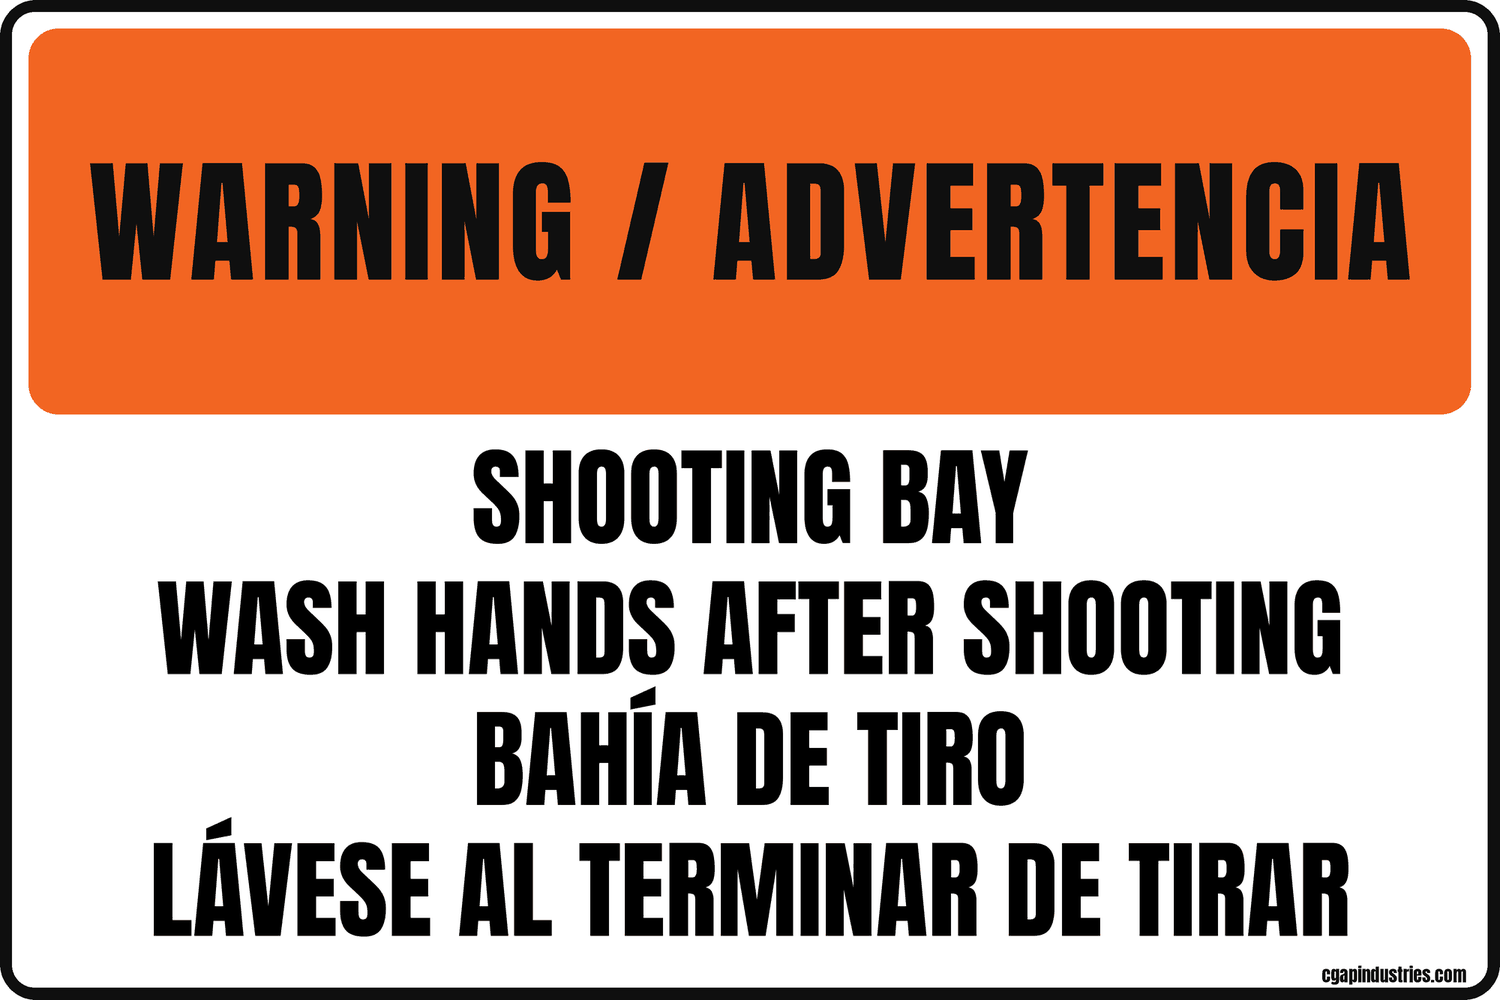 WARNING / ADVERTENCIA
SHOOTING BAY
WASH HANDS AFTER SHOOTING
BAHÍA DE TIRO
LÁVESE AL TERMINAR DE TIRAR
cgapindustries.com